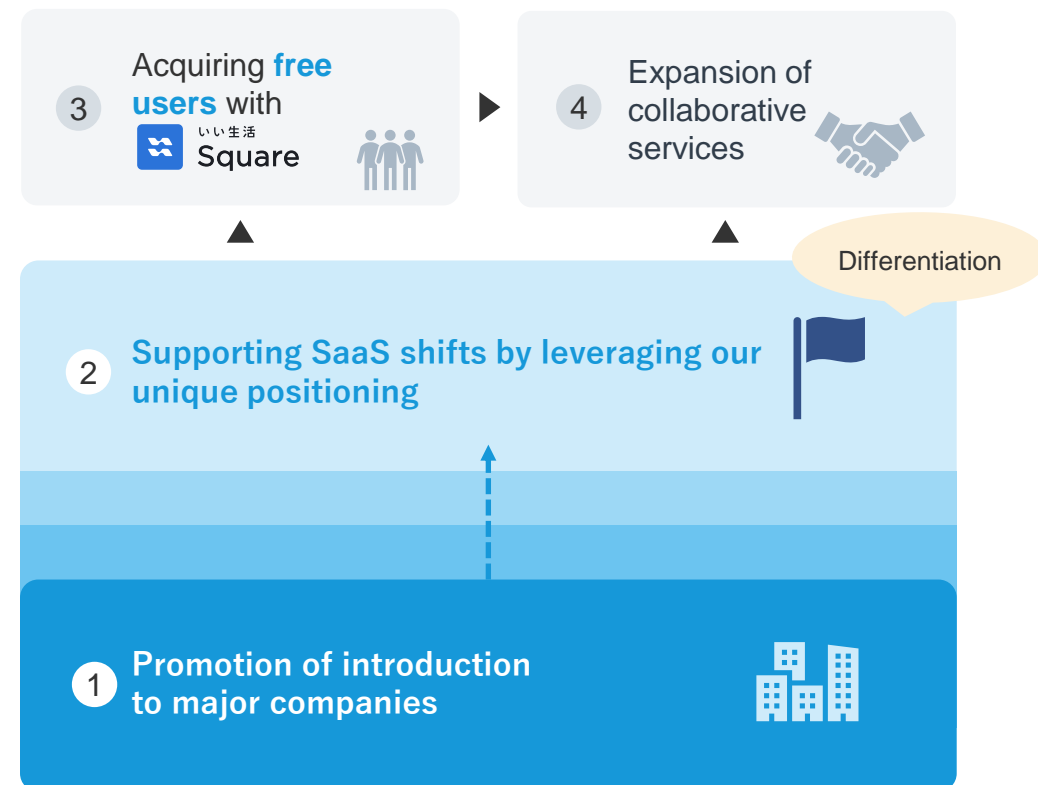 3
Acquiring free
users with
いい生活
Square
4
Expansion of
collaborative
services
Differentiation
2
Supporting SaaS shifts by leveraging our
unique positioning
1
Promotion of introduction
to major companies